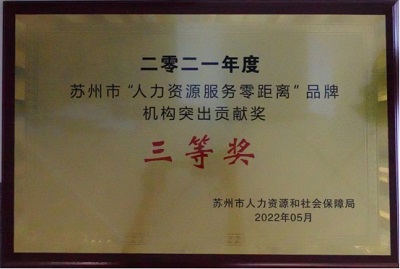 二零二一年度
苏州市“人力资源服务零距离”品牌
机构突出贡献奖
三等奖
苏州市人力资源和社会保障局
2022年05月